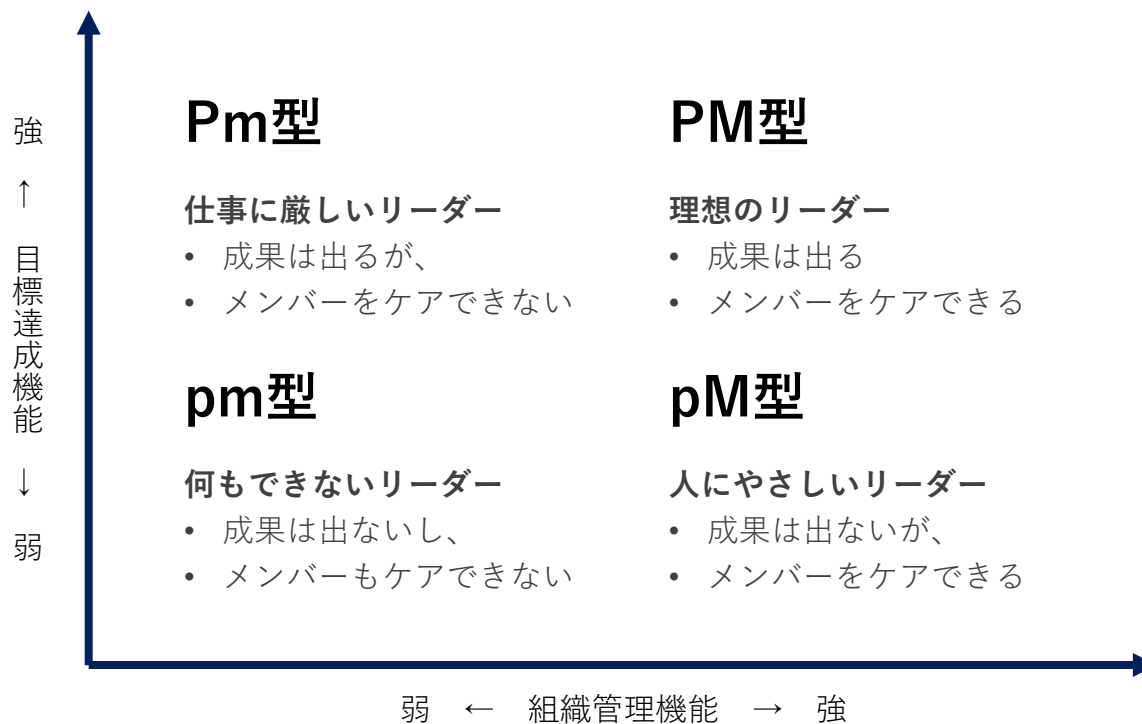 強 ↑ 目標達成機能 ↓ 弱
Pm型
仕事に厳しいリーダー
• 成果は出るが、
• メンバーをケアできない
PM型
理想のリーダー
• 成果は出る
• メンバーをケアできる
pm型
何もできないリーダー
• 成果は出ないし、
• メンバーもケアできない
pM型
人にやさしいリーダー
• 成果は出ないが、
• メンバーをケアできる
弱 ← 組織管理機能 → 強